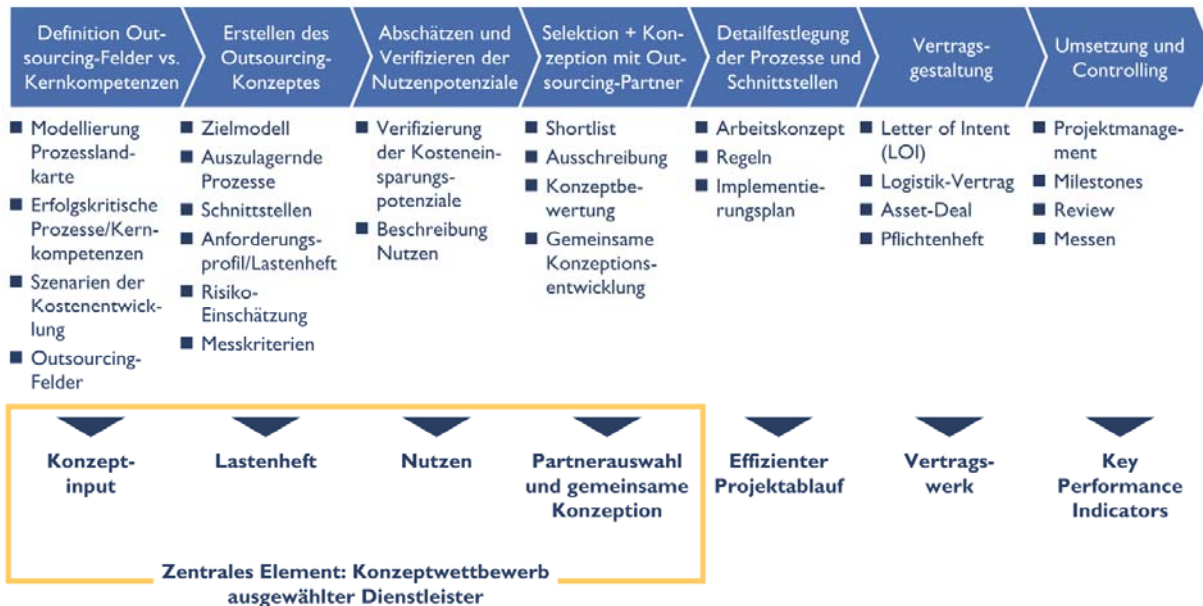 Definition Out-
sourcing-Felder vs.
Kernkompetenzen
Erstellen des
Outsourcing-
Konzeptes
Abschätzen und
Verifizieren der
Nutzenpotenziale
Selektion + Kon-
zeption mit Out-
sourcing-Partner
Detailfestlegung
der Prozesse und
Schnittstellen
Vertrags-
gestaltung
Umsetzung und
Controlling
■ Modellierung
Prozessland-
karte
■ Erfolgskritische
Prozesse/Kern-
kompetenzen
■ Szenarien der
Kostenentwick-
lung
■ Outsourcing-
Felder
■ Zielmodell
■ Auszulagernde
Prozesse
■ Schnittstellen
■ Anforderungs-
profil/Lastenheft
■ Risiko-
Einschätzung
■ Messkriterien
■ Verifizierung
der Kostenein-
sparungs-
potenziale
■ Beschreibung
Nutzen
■ Shortlist
■ Ausschreibung
■ Konzeptbe-
wertung
■ Gemeinsame
Konzeptions-
entwicklung
■ Arbeitskonzept
■ Regeln
■ Implementie-
rungsplan
■ Letter of Intent
(LOI)
■ Logistik-Vertrag
■ Asset-Deal
■ Pflichtenheft
■ Projektmanage-
ment
■ Milestones
■ Review
■ Messen
Konzept-
input
Lastenheft
Nutzen
Partnerauswahl
und gemeinsame
Konzeption
Effizienter
Projektablauf
Vertrags-
werk
Key
Performance
Indicators
Zentrales Element: Konzeptwettbewerb
ausgewählter Dienstleister